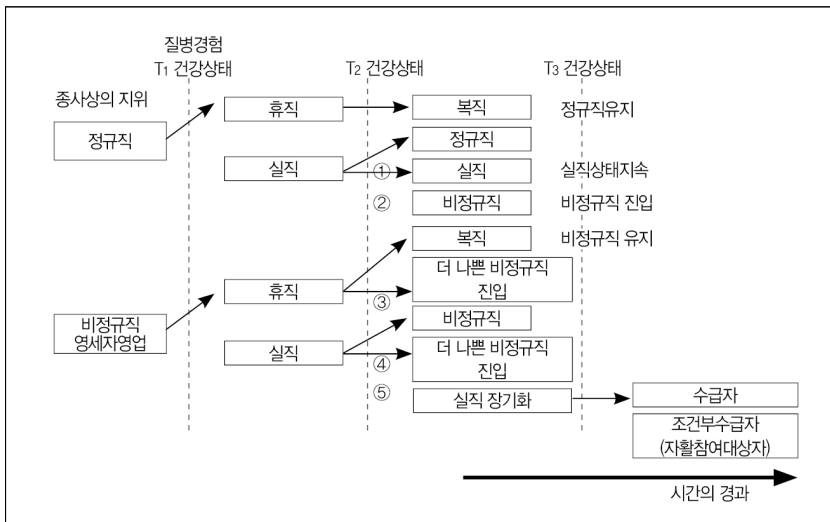 질병경험
T1 건강상태
T2 건강상태
T3 건강상태
종사상의 지위
정규직
휴직
복직
정규직유지
정규직
실직
①
실직
실직상태지속
②
비정규직
비정규직 진입
복직
비정규직 유지
휴직
더 나쁜 비정규직
진입
③
비정규직
영세자영업
비정규직
실직
더 나쁜 비정규직
진입
④
⑤
실직 장기화
수급자
조건부수급자
(자활참여대상자)
시간의 경과